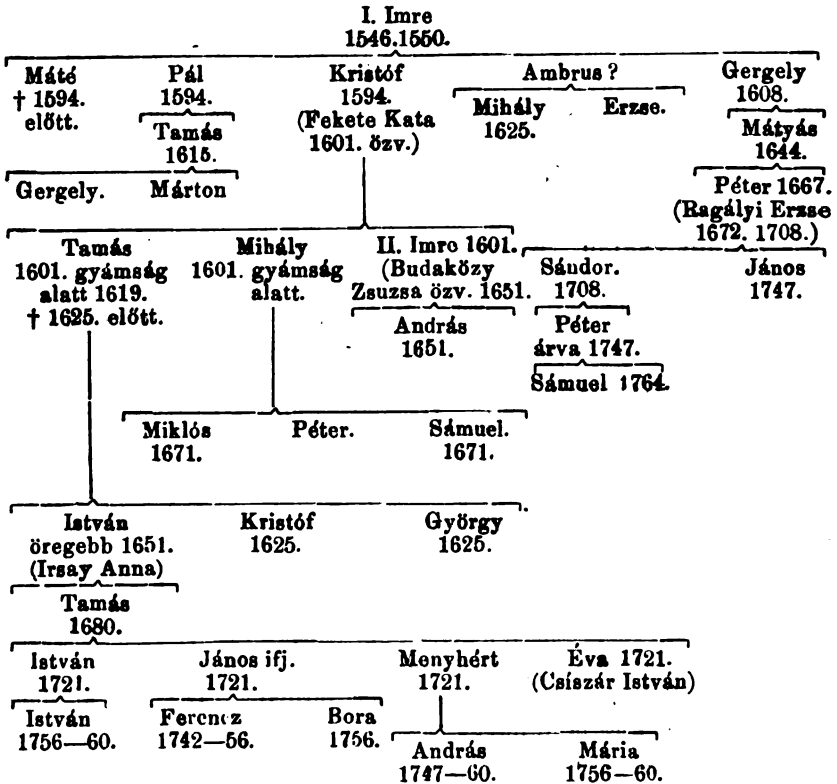 I. Imre
1546.1550.
Máté Pál Kristóf Ambrus? Gergely
† 1594. 1594. 1594. 1608.
előtt. (Fekete Kata Mihály Erzse.
Tamás 1601. özv.) 1625. Mátyás
1615. 1644.
Gergely. Márton Péter 1667.
(Ragályi Erzse
1672. 1708.)
Tamás Mihály II. Imre 1601.
1601. gyámság 1601. gyámság (Budaközy Sándor. János
alatt 1619. alatt. Zsuzsa özv. 1651. 1708. 1747.
† 1625. előtt.
András Péter
1651. árva 1747.
Sámuel 1764.
Miklós Péter. Sámuel.
1671. 1671.
István Kristóf György
öregebb 1651. 1625. 1625.
(Irsay Anna)
Tamás
1680.
István János ifj. Menyhért Éva 1721.
1721. 1721. 1721. (Csíszár István)
István Ferencz Bora
1756—60. 1742—56. 1756. András Mária
1747—60. 1756—60.